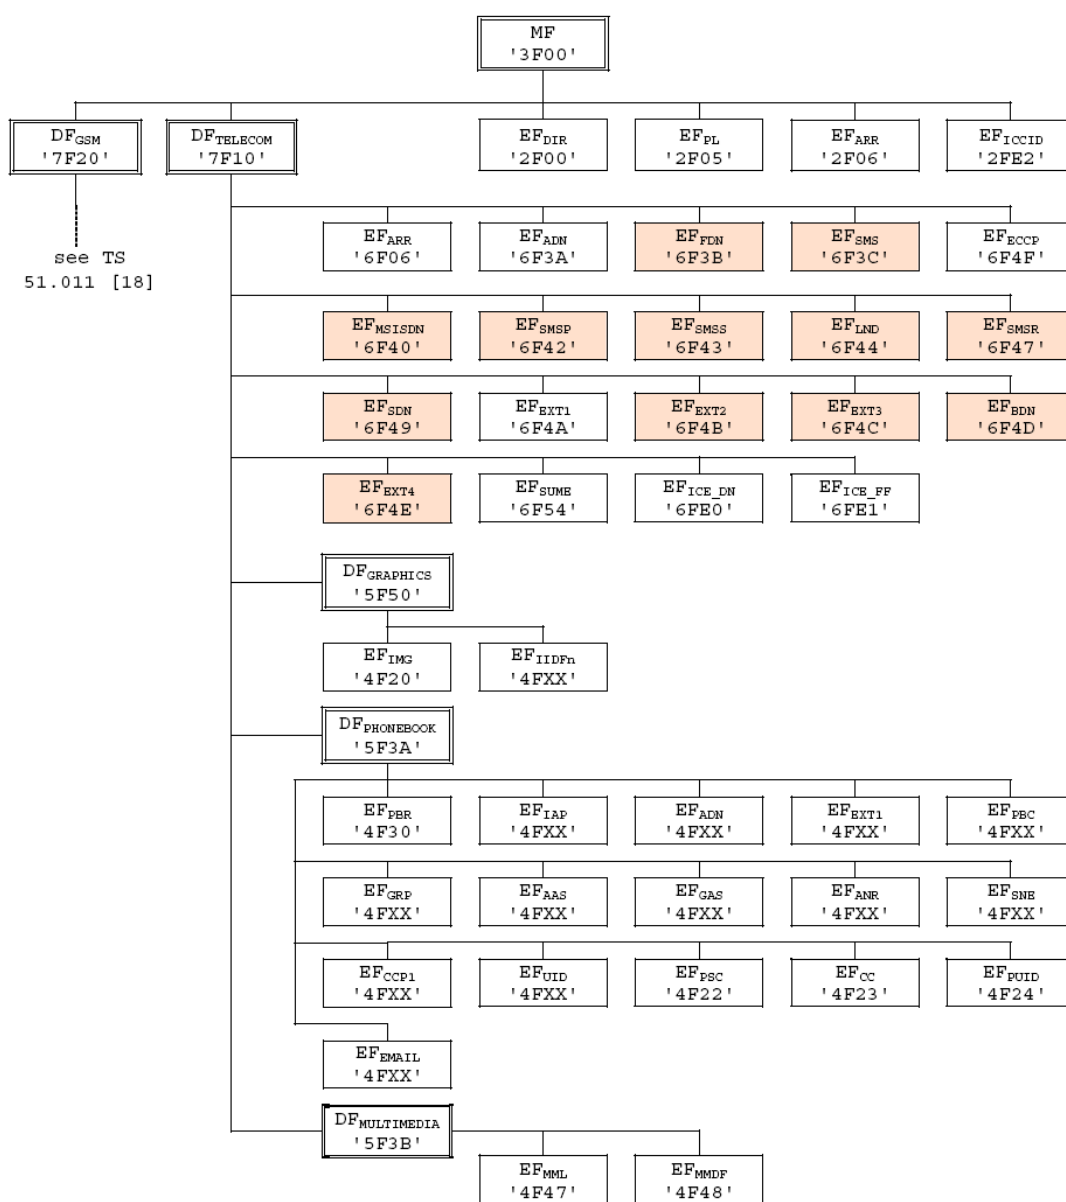 MF
'3F00'
DFGSM DFTELECOM EFDIR EFPL EFARR EFICCID
'7F20' '7F10' '2F00' '2F05' '2F06' '2FE2'
see TS
51.011 [18]
EFARR EFADN EFFDN EFSMS EFECCP
'6F06' '6F3A' '6F3B' '6F3C' '6F4F'
EFMSISDN EFSMSP EFSMSS EFLND EFSMSR
'6F40' '6F42' '6F43' '6F44' '6F47'
EFSDN EFEXT1 EFEXT2 EFEXT3 EFBDN
'6F49' '6F4A' '6F4B' '6F4C' '6F4D'
EFEXT4 EFSUME EFICE_DN EFICE_FF
'6F4E' '6F54' '6FE0' '6FE1'
DFGRAPHICS
'5F50'
EFIMG EFIIDFn
'4F20' '4FXX'
DFPHONEBOOK
'5F3A'
EFPBR EFIAP EFADN EFEXT1 EFPBC
'4F30' '4FXX' '4FXX' '4FXX' '4FXX'
EFGRP EFAAS EFGAS EFANR EFSNE
'4FXX' '4FXX' '4FXX' '4FXX' '4FXX'
EFCCP1 EFUID EFPSC EFCC EFPUID
'4FXX' '4FXX' '4F22' '4F23' '4F24'
EFEMAIL
'4FXX'
DFMULTIMEDIA
'5F3B'
EFMML EFMMDF
'4F47' '4F48'